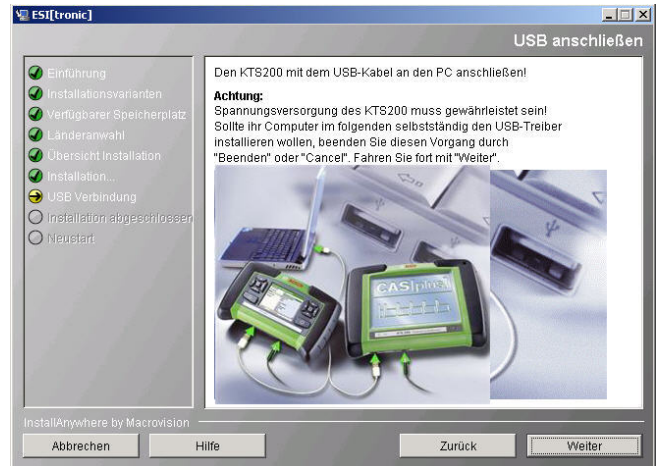 ESI[tronic]
USB anschließen
Einführung
Installationsvarianten
Verfügbarer Speicherplatz
Länderanwahl
Übersicht Installation
Installation...
USB Verbindung
Installation abgeschlossen
Neustart
Den KTS200 mit dem USB-Kabel an den PC anschließen!
Achtung:
Spannungsversorgung des KTS200 muss gewährleistet sein!
Sollte ihr Computer im folgenden selbstständig den USB-Treiber
installieren wollen, beenden Sie diesen Vorgang durch
"Beenden" oder "Cancel". Fahren Sie fort mit "Weiter".
CAS[plus]
InstallAnywhere by Macrovision
Abbrechen
Hilfe
Zurück
Weiter